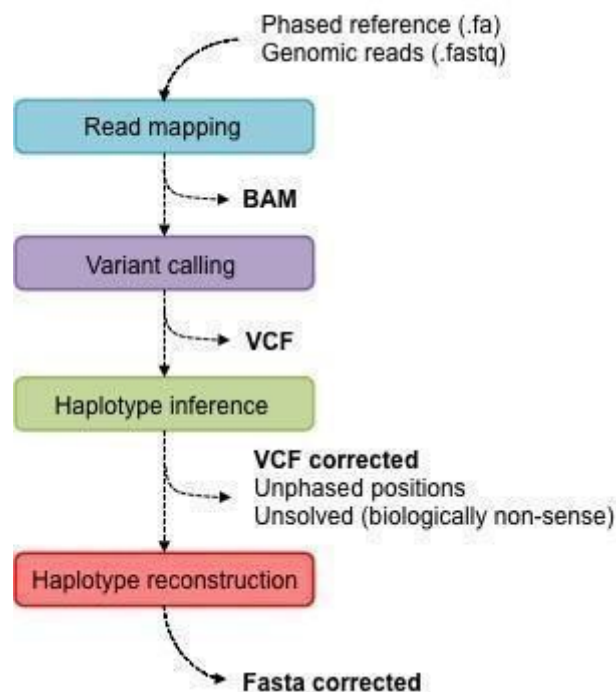 Phased reference (.fa)
Genomic reads (.fastq)
Read mapping
BAM
Variant calling
VCF
Haplotype inference
VCF corrected
Unphased positions
Unsolved (biologically non-sense)
Haplotype reconstruction
Fasta corrected